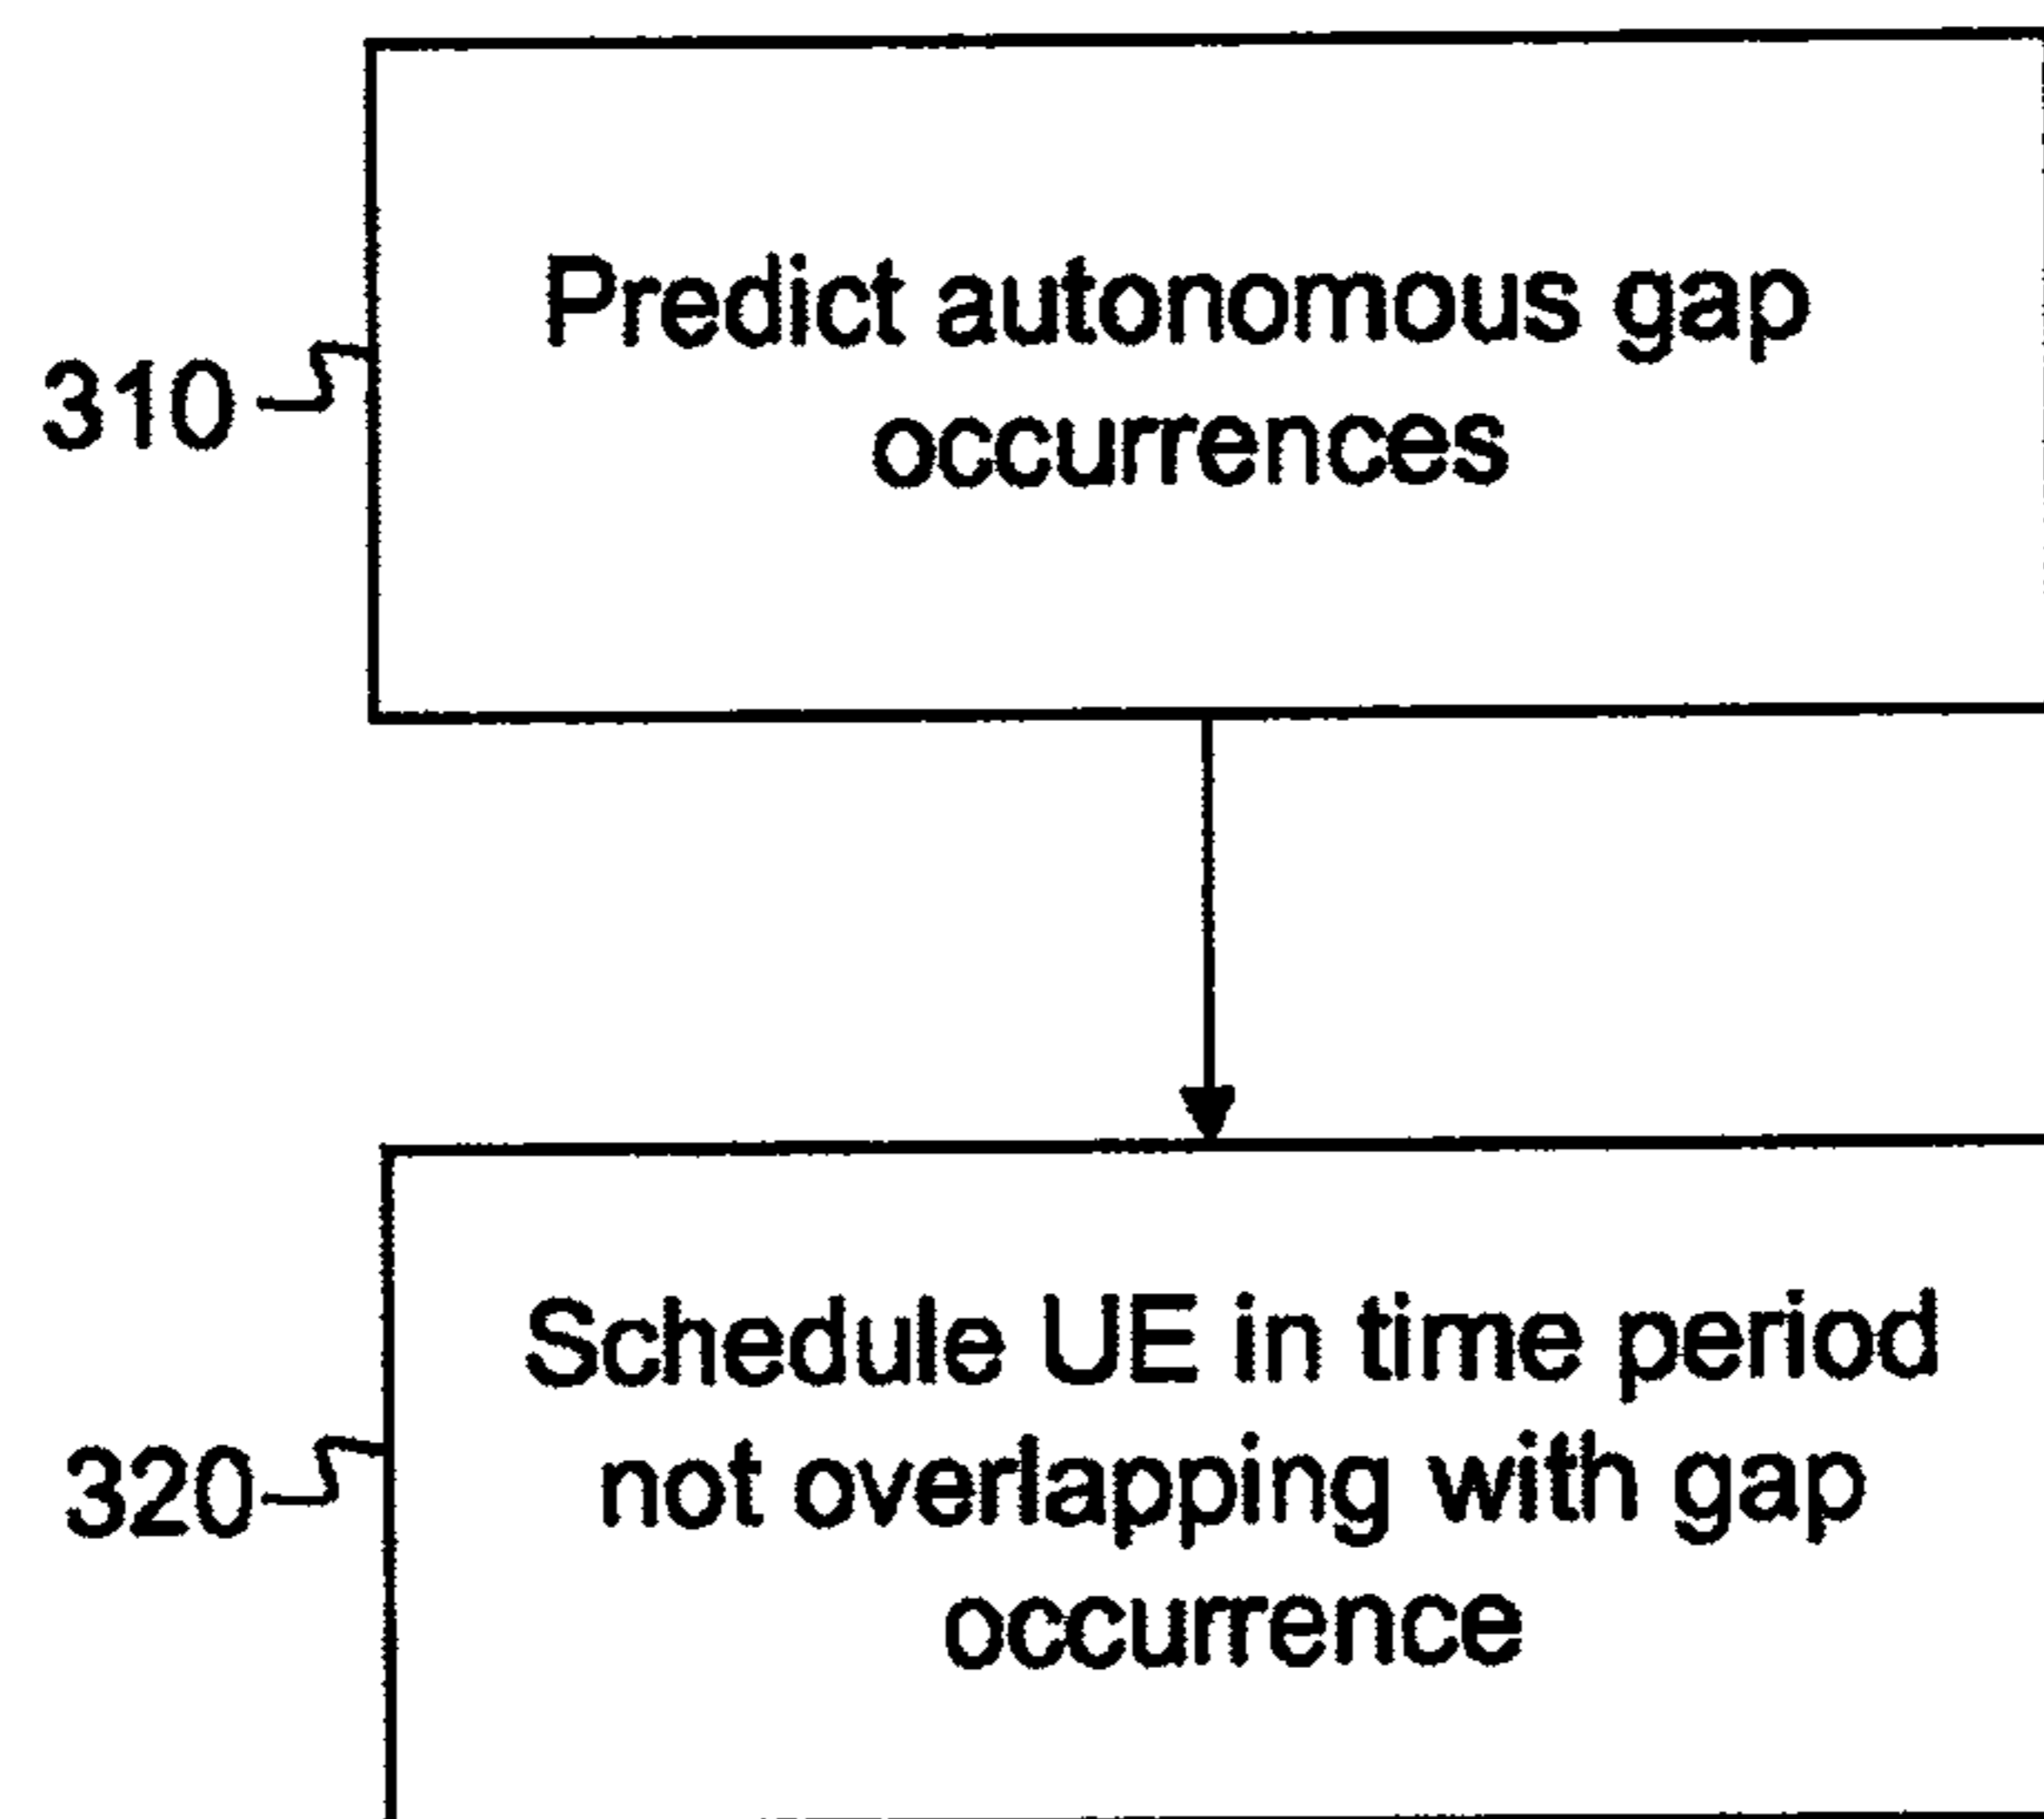 Predict autonomous gap
occurrences
310
Schedule UE in time period
not overlapping with gap
occurrence
320